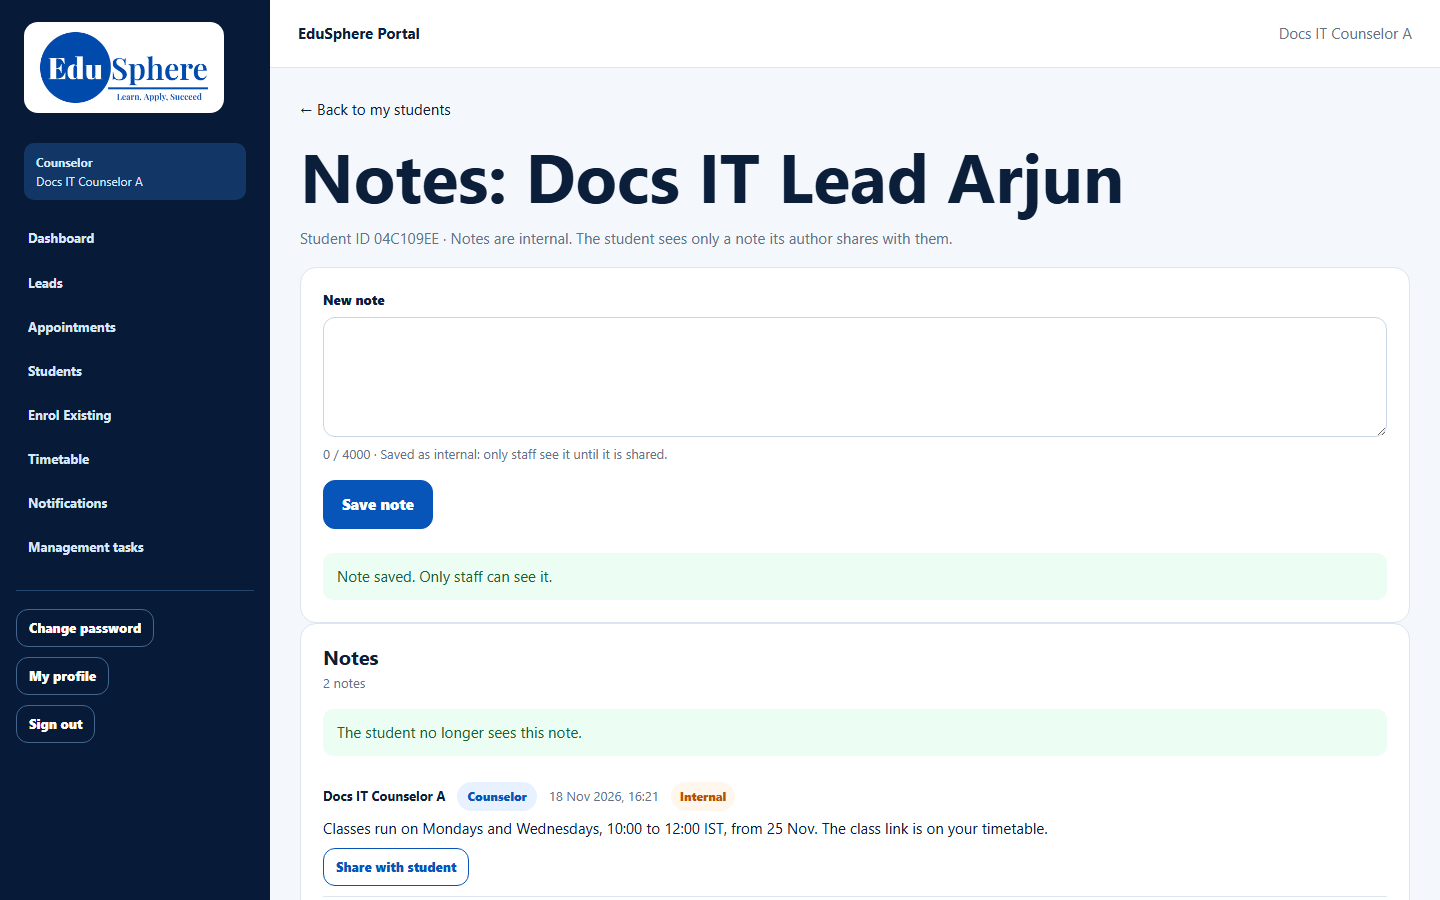 EduSphere
Learn. Apply, Succeed
Counselor
Docs IT Counselor A
Dashboard
Leads
Appointments
Students
Enrol Existing
Timetable
Notifications
Management tasks
Change password
My profile
Sign out
EduSphere Portal
Docs IT Counselor A
← Back to my students
Notes: Docs IT Lead Arjun
Student ID 04C109EE · Notes are internal. The student sees only a note its author shares with them.
New note
0 / 4000 · Saved as internal: only staff see it until it is shared.
Save note
Note saved. Only staff can see it.
Notes
2 notes
The student no longer sees this note.
Docs IT Counselor A Counselor 18 Nov 2026, 16:21 Internal
Classes run on Mondays and Wednesdays, 10:00 to 12:00 IST, from 25 Nov. The class link is on your timetable.
Share with student